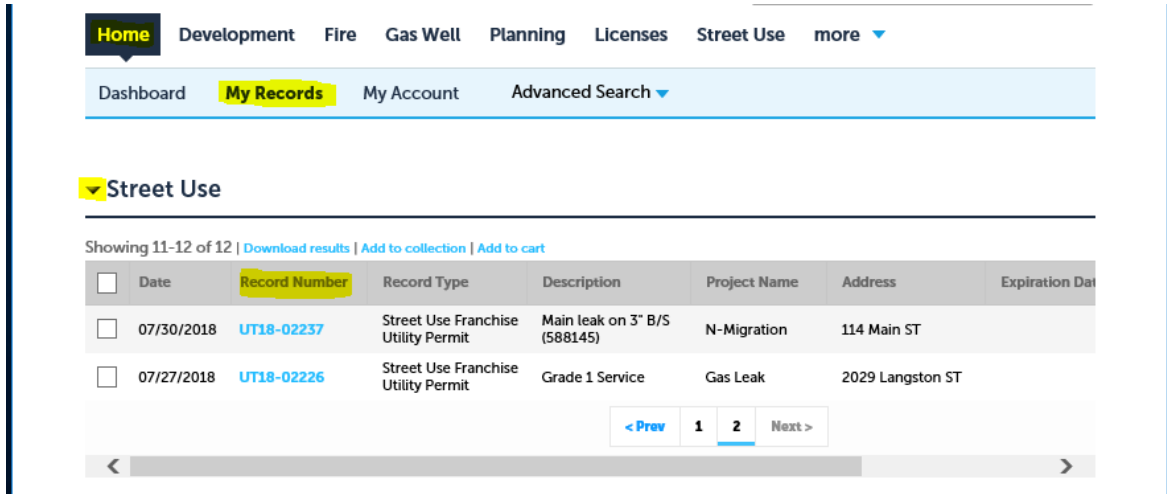 Home Development Fire Gas Well Planning Licenses Street Use more
Dashboard My Records My Account Advanced Search
Street Use
Showing 11-12 of 12 | Download results | Add to collection | Add to cart
Date Record Number Record Type Description Project Name Address Expiration Dat
07/30/2018 UT18-02237 Street Use Franchise Utility Permit Main leak on 3" B/S (588145) N-Migration 114 Main ST
07/27/2018 UT18-02226 Street Use Franchise Utility Permit Grade 1 Service Gas Leak 2029 Langston ST
< Prev 1 2 Next >